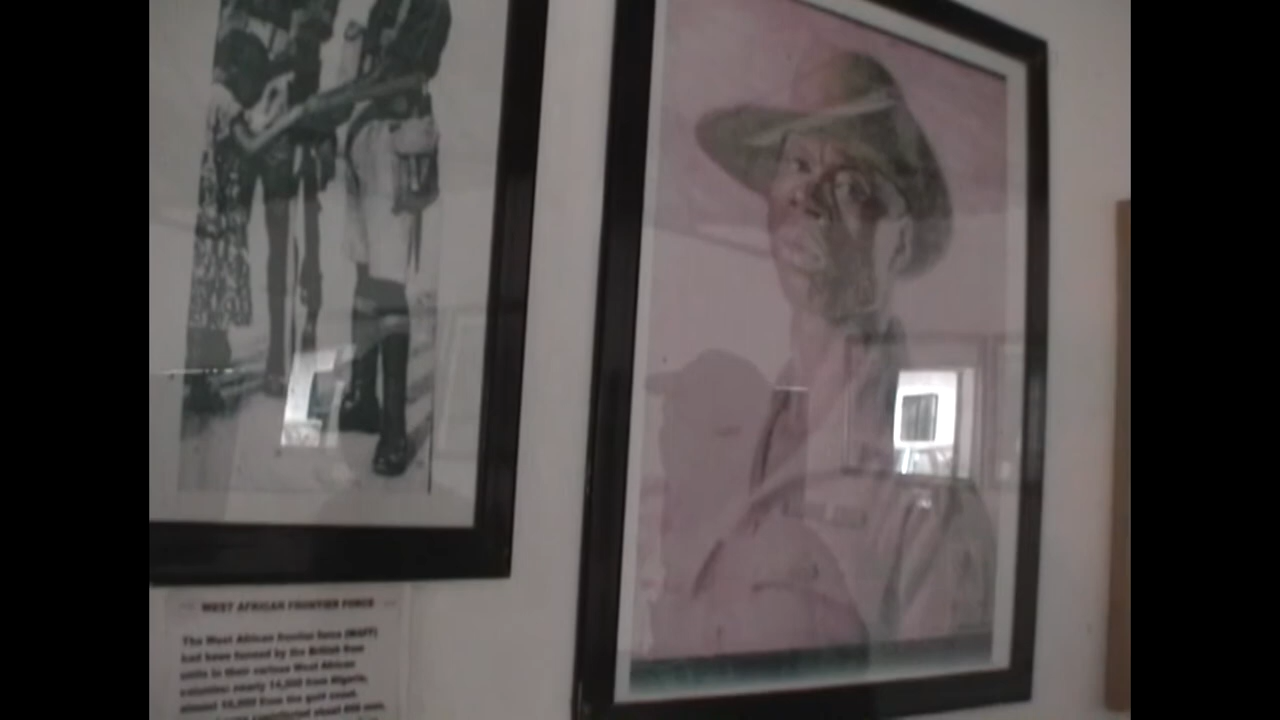 WEST AFRICAN FRONTIER FORCE
The West African frontier force (WAFF)
had been formed by the British from
units in their various West African
colonies: nearly 14,000 from Nigeria,
almost 10,000 from the gold coast,